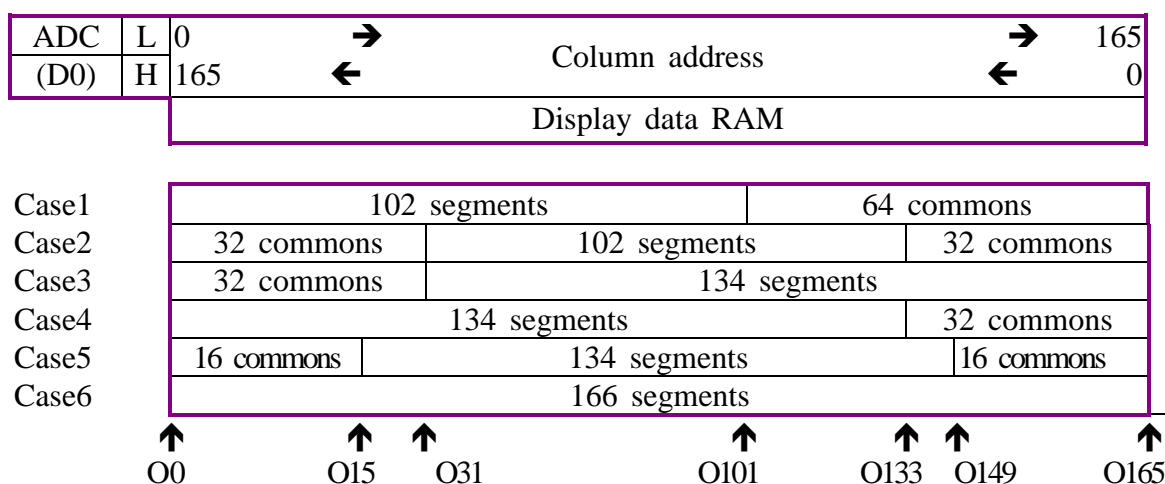 ADC L 0 → Column address → 165
(D0) H 165 ← ← 0
Display data RAM
Case1 102 segments 64 commons
Case2 32 commons 102 segments 32 commons
Case3 32 commons 134 segments
Case4 134 segments 32 commons
Case5 16 commons 134 segments 16 commons
Case6 166 segments
O0 O15 O31 O101 O133 O149 O165